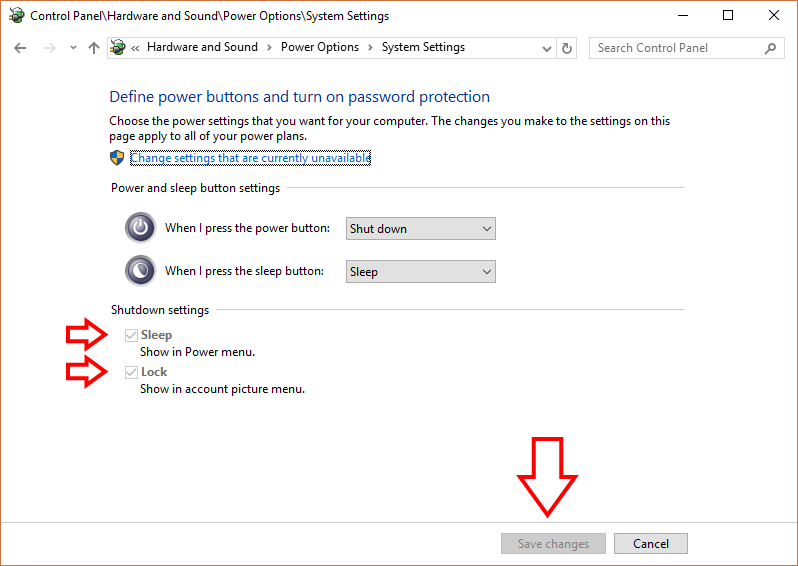 Control Panel\Hardware and Sound\Power Options\System Settings
« Hardware and Sound > Power Options > System Settings
Search Control Panel
Define power buttons and turn on password protection
Choose the power settings that you want for your computer. The changes you make to the settings on this
page apply to all of your power plans.
Change settings that are currently unavailable
Power and sleep button settings
When I press the power button: Shut down
When I press the sleep button: Sleep
Shutdown settings
Sleep
Show in Power menu.
Lock
Show in account picture menu.
Save changes
Cancel